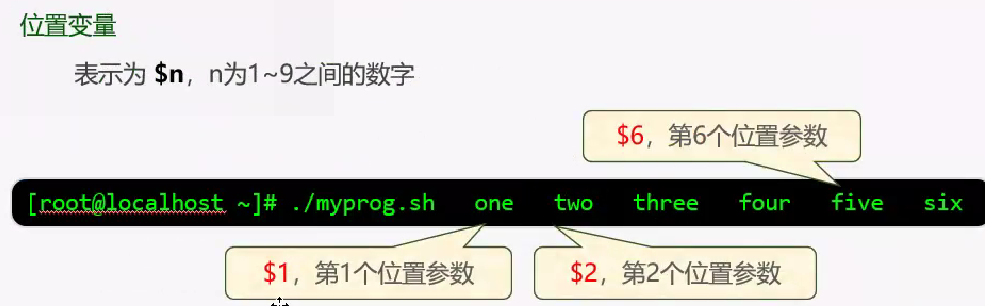 位置变量
表示为 $n，n为1~9之间的数字
$6，第6个位置参数
[root@localhost ~]# ./myprog.sh one two three four five six
$1，第1个位置参数
$2，第2个位置参数